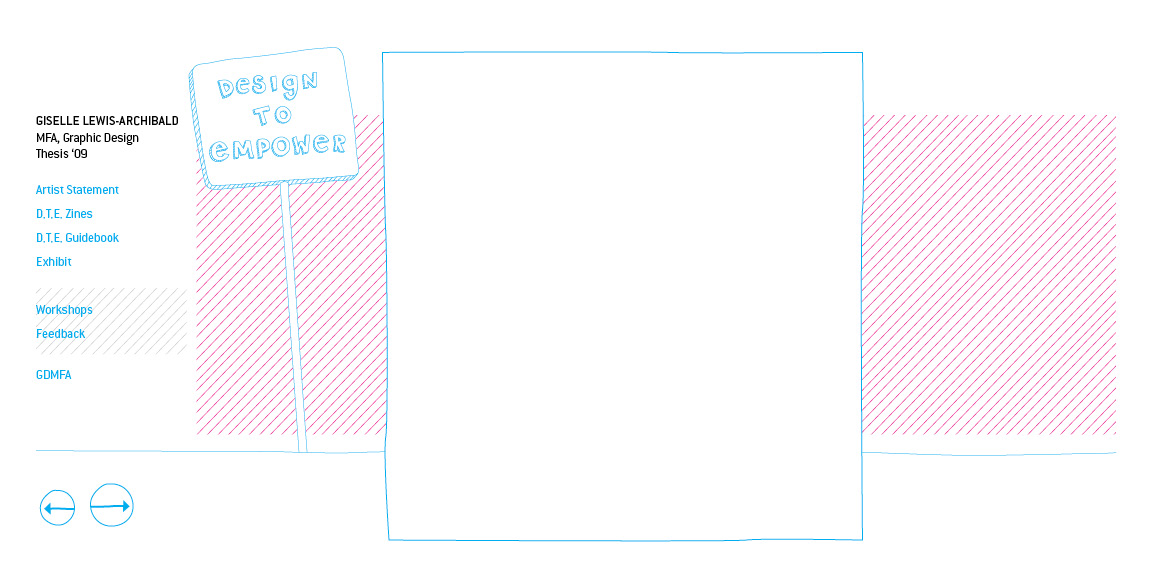 DESIGN
TO
EMPOWER
GISELLE LEWIS-ARCHIBALD
MFA, Graphic Design
Thesis ‘09
Artist Statement
D.T.E. Zines
D.T.E. Guidebook
Exhibit
Workshops
Feedback
GDMFA